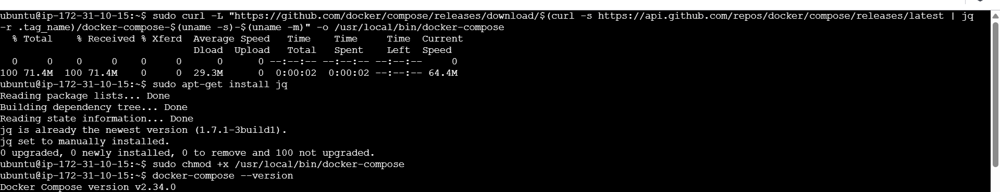 ubuntu@ip-172-31-10-15:~$ sudo curl -L "https://github.com/docker/compose/releases/download/$(curl -s https://api.github.com/repos/docker/compose/releases/latest | jq
-r .tag_name)/docker-compose-$(uname -s)-$(uname -m)" -o /usr/local/bin/docker-compose
  % Total    % Received % Xferd  Average Speed   Time    Time     Time  Current
                                 Dload  Upload   Total   Spent    Left  Speed
  0     0    0     0    0     0      0      0 --:--:-- --:--:-- --:--:--     0
100 71.4M  100 71.4M    0     0  29.3M      0  0:00:02  0:00:02 --:--:-- 64.4M
ubuntu@ip-172-31-10-15:~$ sudo apt-get install jq
Reading package lists... Done
Building dependency tree... Done
Reading state information... Done
jq is already the newest version (1.7.1-3build1).
jq set to manually installed.
0 upgraded, 0 newly installed, 0 to remove and 100 not upgraded.
ubuntu@ip-172-31-10-15:~$ sudo chmod +x /usr/local/bin/docker-compose
ubuntu@ip-172-31-10-15:~$ docker-compose --version
Docker Compose version v2.34.0